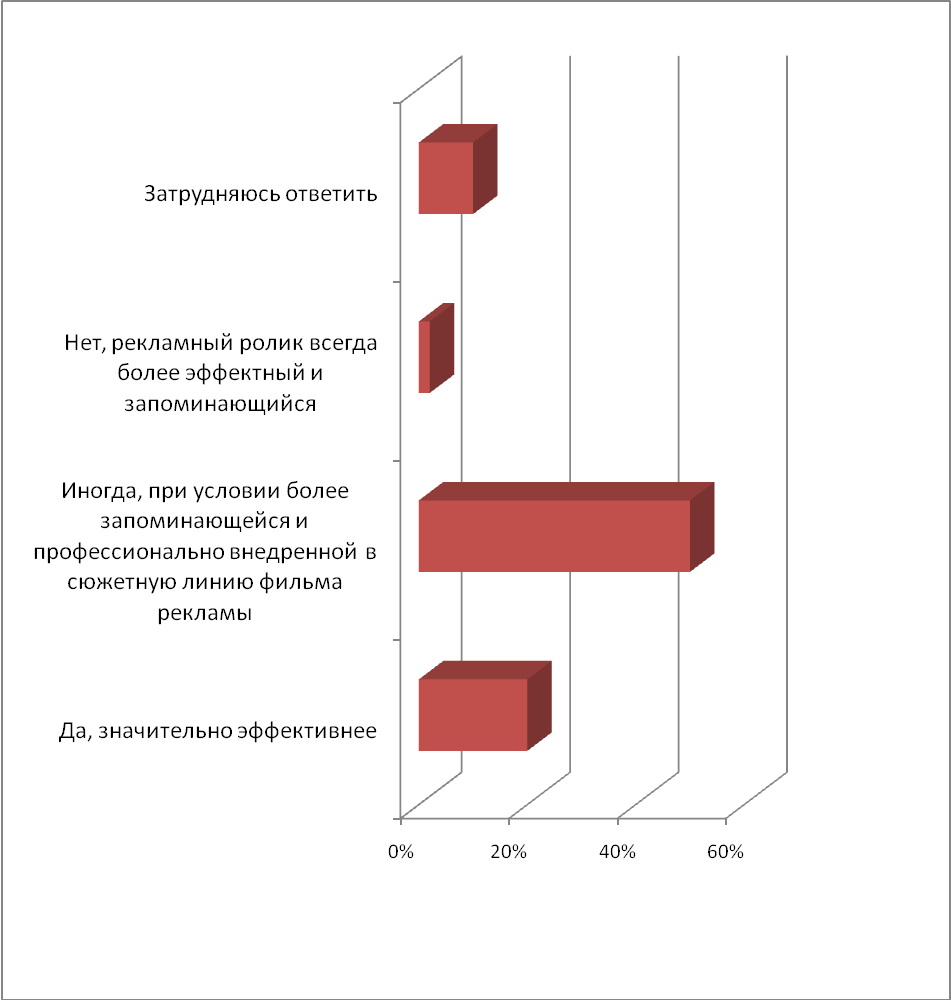 Затрудняюсь ответить
Нет, рекламный ролик всегда
более эффектный и
запоминающийся
Иногда, при условии более
запоминающейся и
профессионально внедренной в
сюжетную линию фильма
рекламы
Да, значительно эффективнее
0%
20%
40%
60%